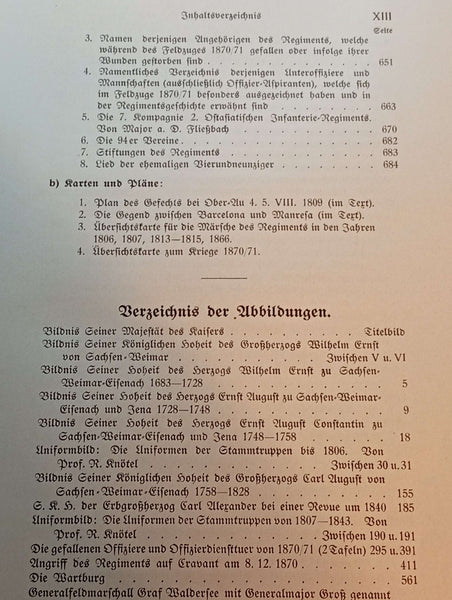 Inhaltsverzeichnis XIII
Seite
3. Namen derjenigen Angehörigen des Regiments, welche
während des Feldzuges 1870/71 gefallen oder infolge ihrer
Wunden gestorben sind . . . . . . . . . . . . 651
4. Namentliches Verzeichnis derjenigen Unteroffiziere und
Mannschaften (ausschließlich Offizier-Aspiranten), welche sich
im Feldzuge 1870/71 besonders ausgezeichnet haben und in
der Regimentsgeschichte erwähnt sind . . . . . . . 663
5. Die 7. Kompagnie 2. Ostasiatischen Infanterie-Regiments.
Von Major a. D. Fließbach . . . . . . . . . . 670
6. Die 94er Vereine . . . . . . . . . . . . . 682
7. Stiftungen des Regiments . . . . . . . . . . 683
8. Lied der ehemaligen Vierundneunziger . . . . . . . 684
b) Karten und Pläne:
1. Plan des Gefechts bei Ober-Au 4. 5. VIII. 1809 (im Text).
2. Die Gegend zwischen Barcelona und Manresa (im Text).
3. Übersichtskarte für die Märsche des Regiments in den Jahren
1806, 1807, 1813—1815, 1866.
4. Übersichtskarte zum Kriege 1870/71.
Verzeichnis der Abbildungen.
Bildnis Seiner Majestät des Kaisers . . . . . . . . Titelbild
Bildnis Seiner Königlichen Hoheit des Großherzogs Wilhelm Ernst
von Sachsen-Weimar . . . . . . . . . . Zwischen V u. VI
Bildnis Seiner Hoheit des Herzogs Wilhelm Ernst zu Sachsen-
Weimar-Eisenach 1683—1728 . . . . . . . . . . 5
Bildnis Seiner Hoheit des Herzogs Ernst August zu Sachsen-Weimar-
Eisenach und Jena 1728—1748 . . . . . . . . . . 9
Bildnis Seiner Hoheit des Herzogs Ernst August Constantin zu
Sachsen-Weimar-Eisenach und Jena 1748—1758 . . . . . . 18
Uniformbild: Die Uniformen der Stammtruppen bis 1806. Von
Prof. R. Knötel . . . . . . . . . . . Zwischen 30 u. 31
Bildnis Seiner Königlichen Hoheit des Großherzogs Carl August von
Sachsen-Weimar-Eisenach 1758—1828 . . . . . . . . 155
S. K. H. der Erbgroßherzog Carl Alexander bei einer Revue um 1840 185
Uniformbild: Die Uniformen der Stammtruppen von 1807—1843. Von
Prof. R. Knötel . . . . . . . . . . Zwischen 190 u. 191
Die gefallenen Offiziere und Offizierdiensttuer von 1870/71 (2 Tafeln) 295 u. 391
Angriff des Regiments auf Cravant am 8. 12. 1870 . . . . . 411
Die Wartburg . . . . . . . . . . . . . . . 561
Generalfeldmarschall Graf Waldersee mit Generalmajor Groß genannt